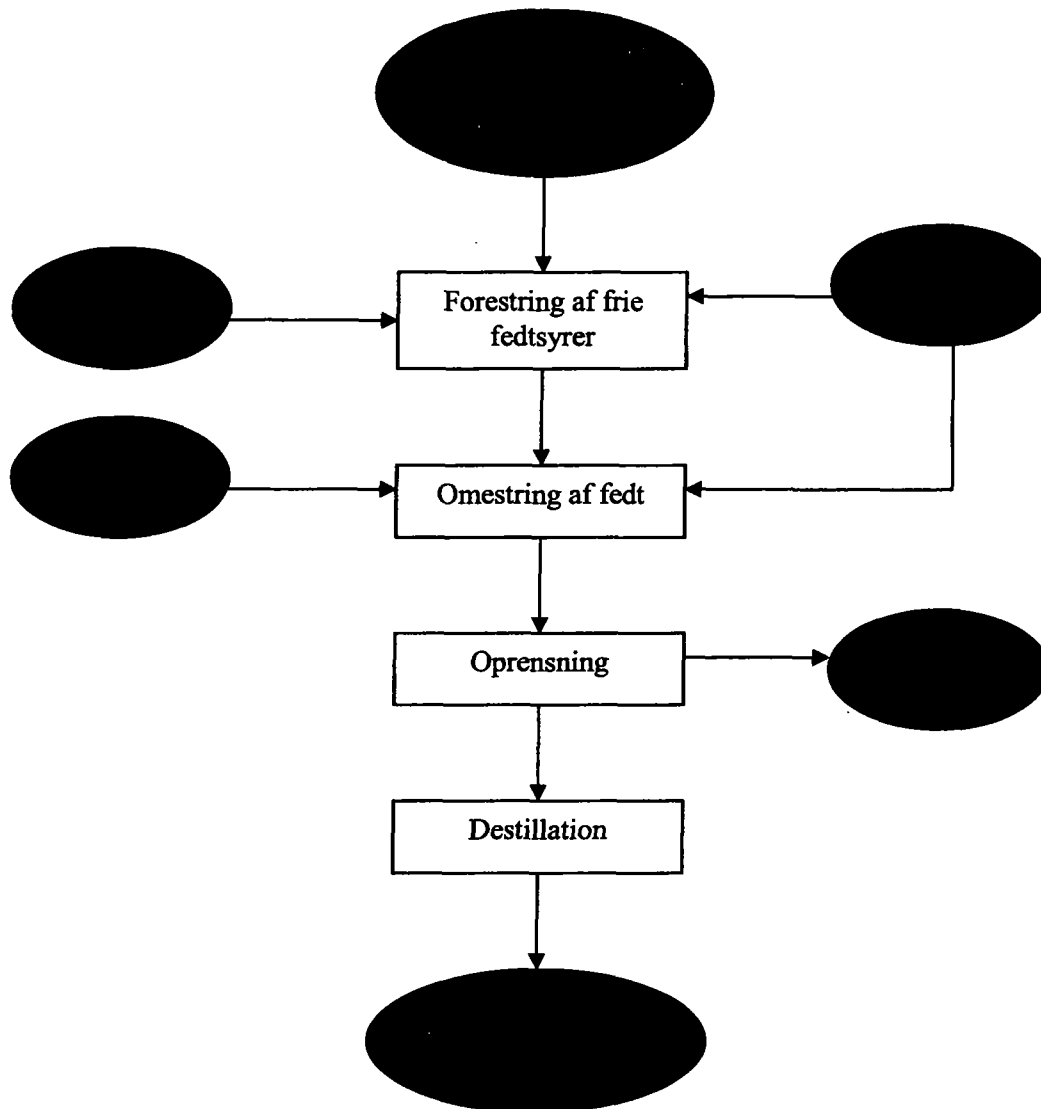 Forestring af frie
fedtsyrer
Omestring af fedt
Oprensning
Destillation